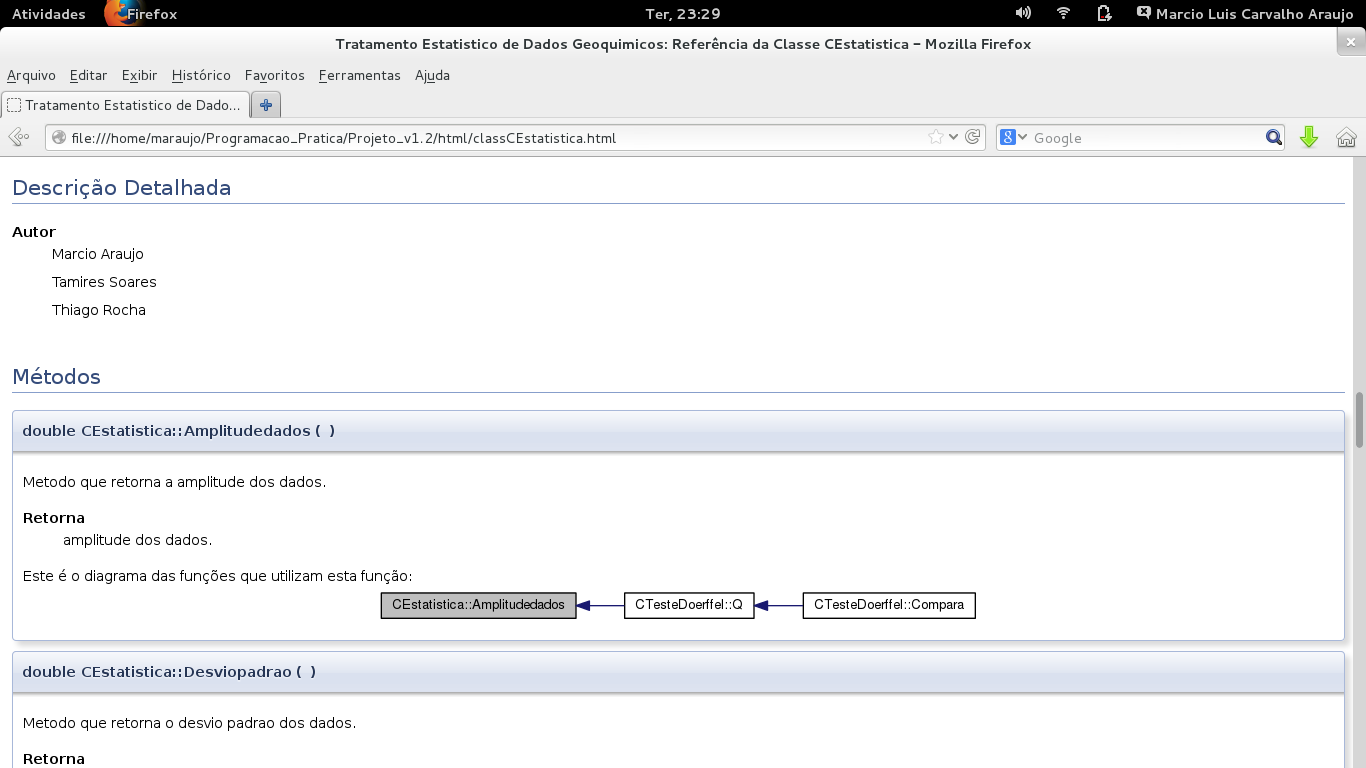 Atividades Firefox Ter, 23:29 Marcio Luis Carvalho Araujo
Tratamento Estatistico de Dados Geoquimicos: Referência da Classe CEstatistica - Mozilla Firefox
Arquivo Editar Exibir Histórico Favoritos Ferramentas Ajuda
Tratamento Estatistico de Dado...
file:///home/maraujo/Programacao_Pratica/Projeto_v1.2/html/classCEstatistica.html Google
Descrição Detalhada
Autor
Marcio Araujo
Tamires Soares
Thiago Rocha
Métodos
double CEstatistica::Amplitudedados ( )
Metodo que retorna a amplitude dos dados.
Retorna
amplitude dos dados.
Este é o diagrama das funções que utilizam esta função:
CEstatistica::Amplitudedados CTesteDoerffel::Q CTesteDoerffel::Compara
double CEstatistica::Desviopadrao ( )
Metodo que retorna o desvio padrao dos dados.
Retorna